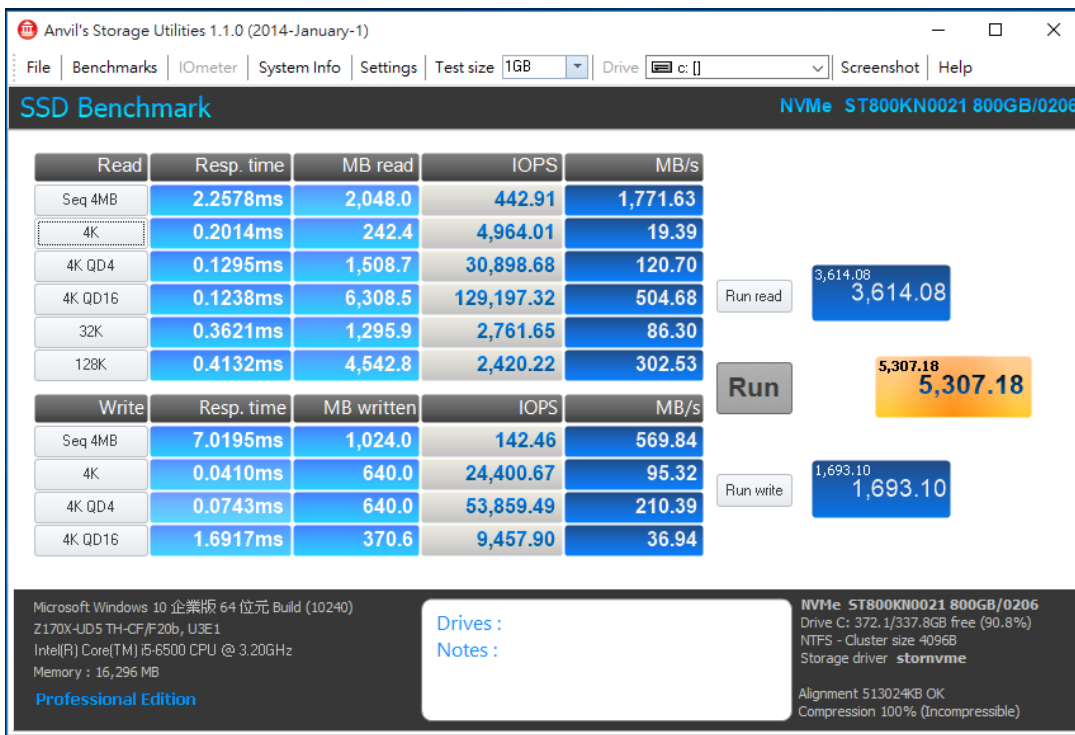 Anvil's Storage Utilities 1.1.0 (2014-January-1)
File Benchmarks IOmeter System Info Settings Test size 1GB Drive c: [] Screenshot Help
SSD Benchmark NVMe ST800KN0021 800GB/0206
Read Resp. time MB read IOPS MB/s
Seq 4MB 2.2578ms 2,048.0 442.91 1,771.63
4K 0.2014ms 242.4 4,964.01 19.39
4K QD4 0.1295ms 1,508.7 30,898.68 120.70
4K QD16 0.1238ms 6,308.5 129,197.32 504.68
32K 0.3621ms 1,295.9 2,761.65 86.30
128K 0.4132ms 4,542.8 2,420.22 302.53
Run read
3,614.08
3,614.08
Run
5,307.18
5,307.18
Write Resp. time MB written IOPS MB/s
Seq 4MB 7.0195ms 1,024.0 142.46 569.84
4K 0.0410ms 640.0 24,400.67 95.32
4K QD4 0.0743ms 640.0 53,859.49 210.39
4K QD16 1.6917ms 370.6 9,457.90 36.94
Run write
1,693.10
1,693.10
Microsoft Windows 10 企業版 64 位元 Build (10240)
Z170X-UD5 TH-CF/F20b, U3E1
Intel(R) Core(TM) i5-6500 CPU @ 3.20GHz
Memory : 16,296 MB
Professional Edition
Drives :
Notes :
NVMe ST800KN0021 800GB/0206
Drive C: 372.1/337.8GB free (90.8%)
NTFS - Cluster size 4096B
Storage driver stornvme
Alignment 513024KB OK
Compression 100% (Incompressible)